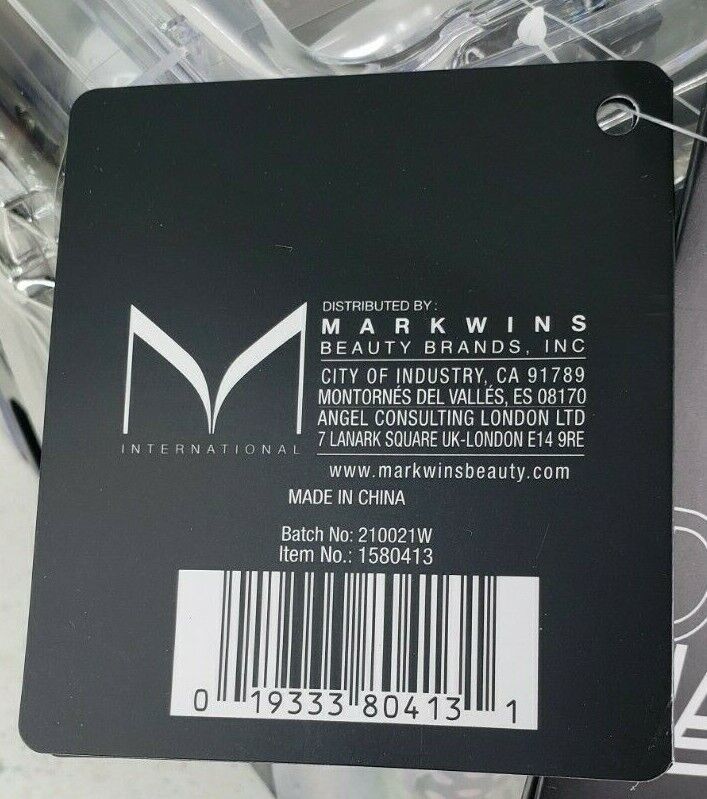 DISTRIBUTED BY:
MARKWINS
BEAUTY BRANDS, INC
CITY OF INDUSTRY, CA 91789
MONTORNÉS DEL VALLÉS, ES 08170
ANGEL CONSULTING LONDON LTD
7 LANARK SQUARE UK-LONDON E14 9RE
www.markwinsbeauty.com
M
INTERNATIONAL
MADE IN CHINA
Batch No: 210021W
Item No.: 1580413
0 19333 80413 1